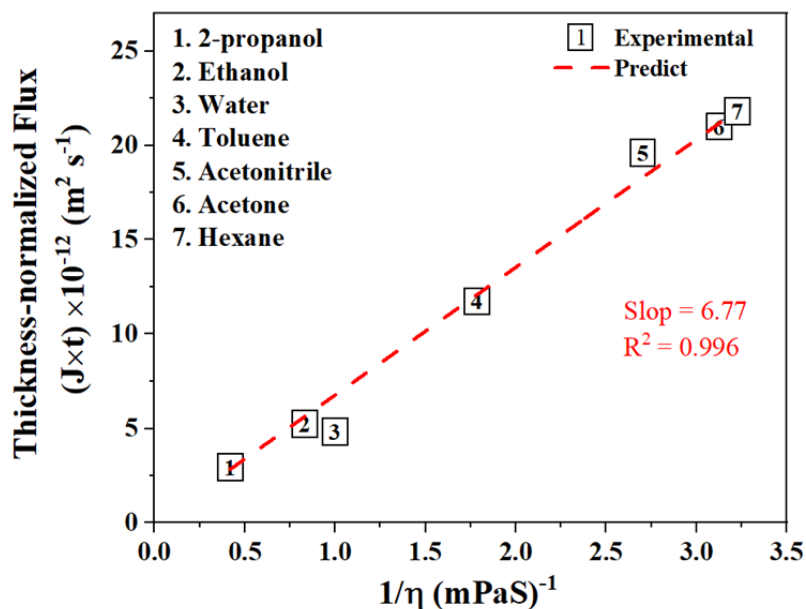 1. 2-propanol
2. Ethanol
3. Water
4. Toluene
5. Acetonitrile
6. Acetone
7. Hexane
1 Experimental
Predict
Thickness-normalized Flux
(J×t) ×10⁻¹² (m² s⁻¹)
25
20
15
10
5
0
1
2
3
4
5
6
7
Slop = 6.77
R² = 0.996
0.0 0.5 1.0 1.5 2.0 2.5 3.0 3.5
1/η (mPaS)⁻¹